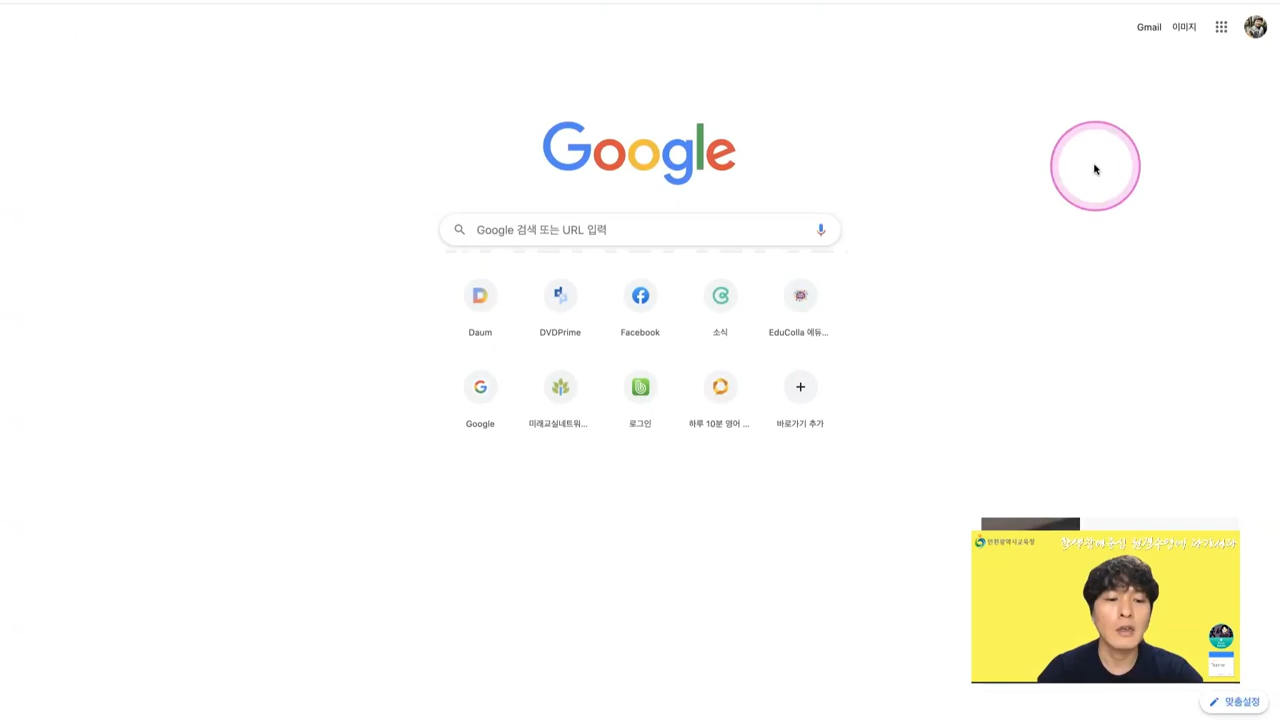 Gmail 이미지
Google
Google 검색 또는 URL 입력
Daum DVDPrime Facebook 소식 EduColla 에듀...
Google 미래교실네트워... 로그인 하루 10분 영어 ... 바로가기 추가
인천광역시교육청
맞춤설정